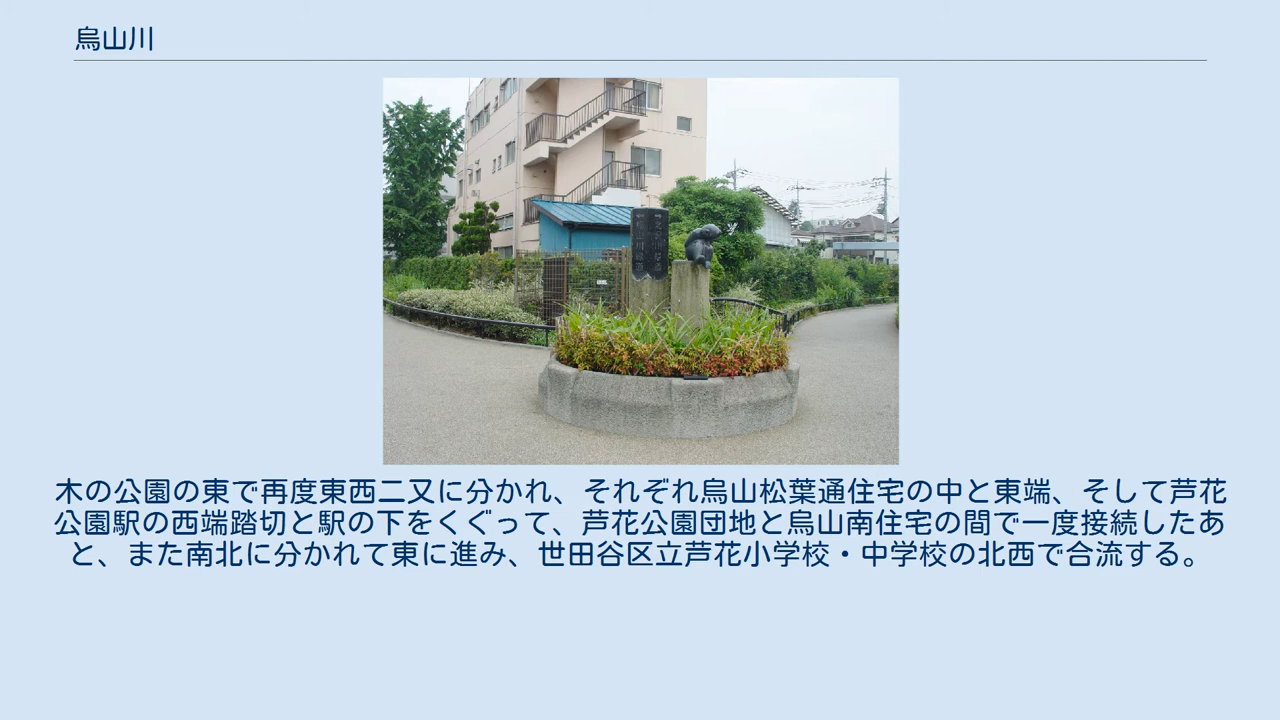 烏山川
木の公園の東で再度東西二又に分かれ、それぞれ烏山松葉通住宅の中と東端、そして芦花
公園駅の西端踏切と駅の下をくぐって、芦花公園団地と烏山南住宅の間で一度接続したあ
と、また南北に分かれて東に進み、世田谷区立芦花小学校・中学校の北西で合流する。